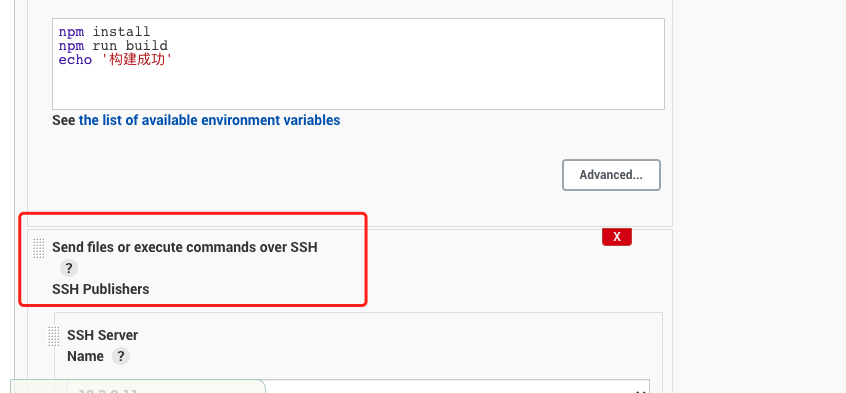 npm install
npm run build
echo '构建成功'
See the list of available environment variables
Advanced...
X
Send files or execute commands over SSH
?
SSH Publishers
SSH Server
Name ?